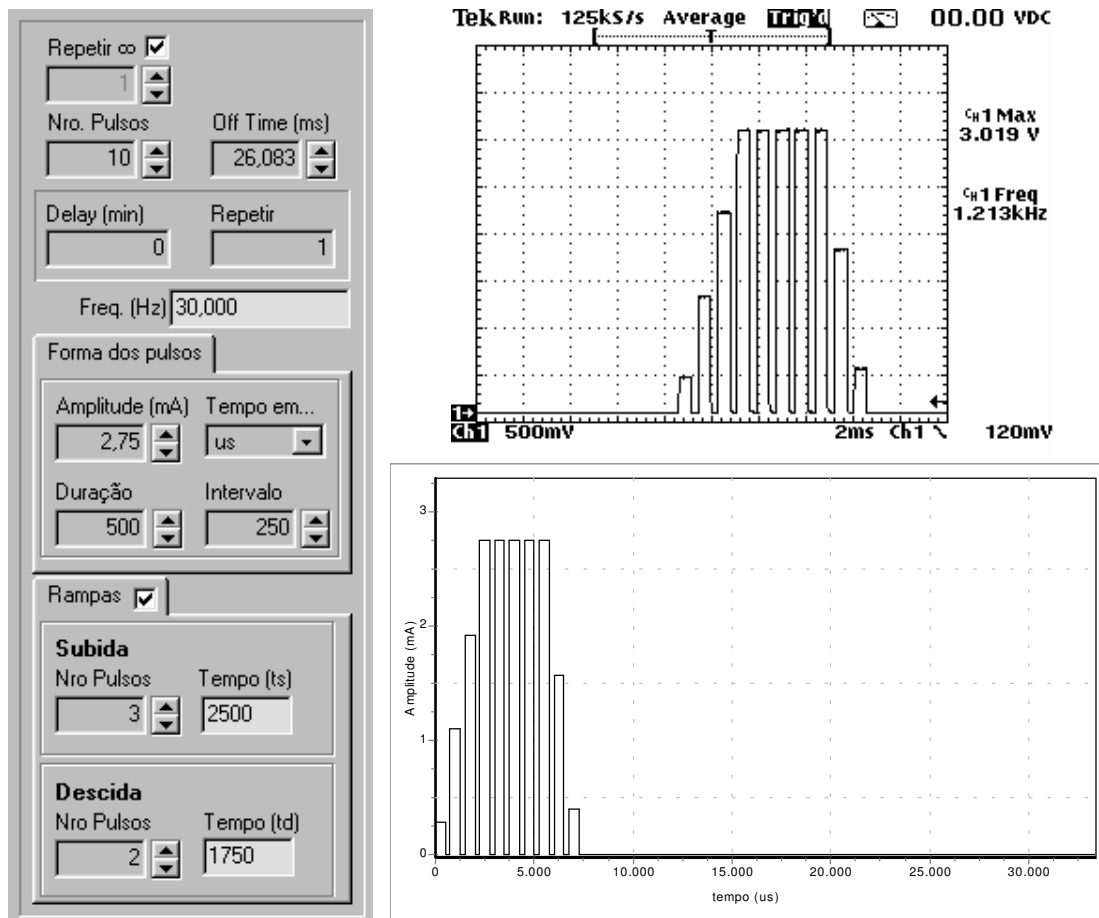 Repetir ∞
1
Nro. Pulsos Off Time (ms)
10 26,083
Delay (min) Repetir
0 1
Freq. (Hz) 30,000
Forma dos pulsos
Amplitude (mA) Tempo em...
2,75 us
Duração Intervalo
500 250
Rampas
Subida
Nro Pulsos Tempo (ts)
3 2500
Descida
Nro Pulsos Tempo (td)
2 1750
Tek Run: 125kS/s Average Trig'd 00.00 VDC
T
CH1 Max
3.019 V
CH1 Freq
1.213kHz
1→
Ch1 500mV 2ms Ch1 120mV
Amplitude (mA)
3
2
1
0
0 5.000 10.000 15.000 20.000 25.000 30.000
tempo (us)